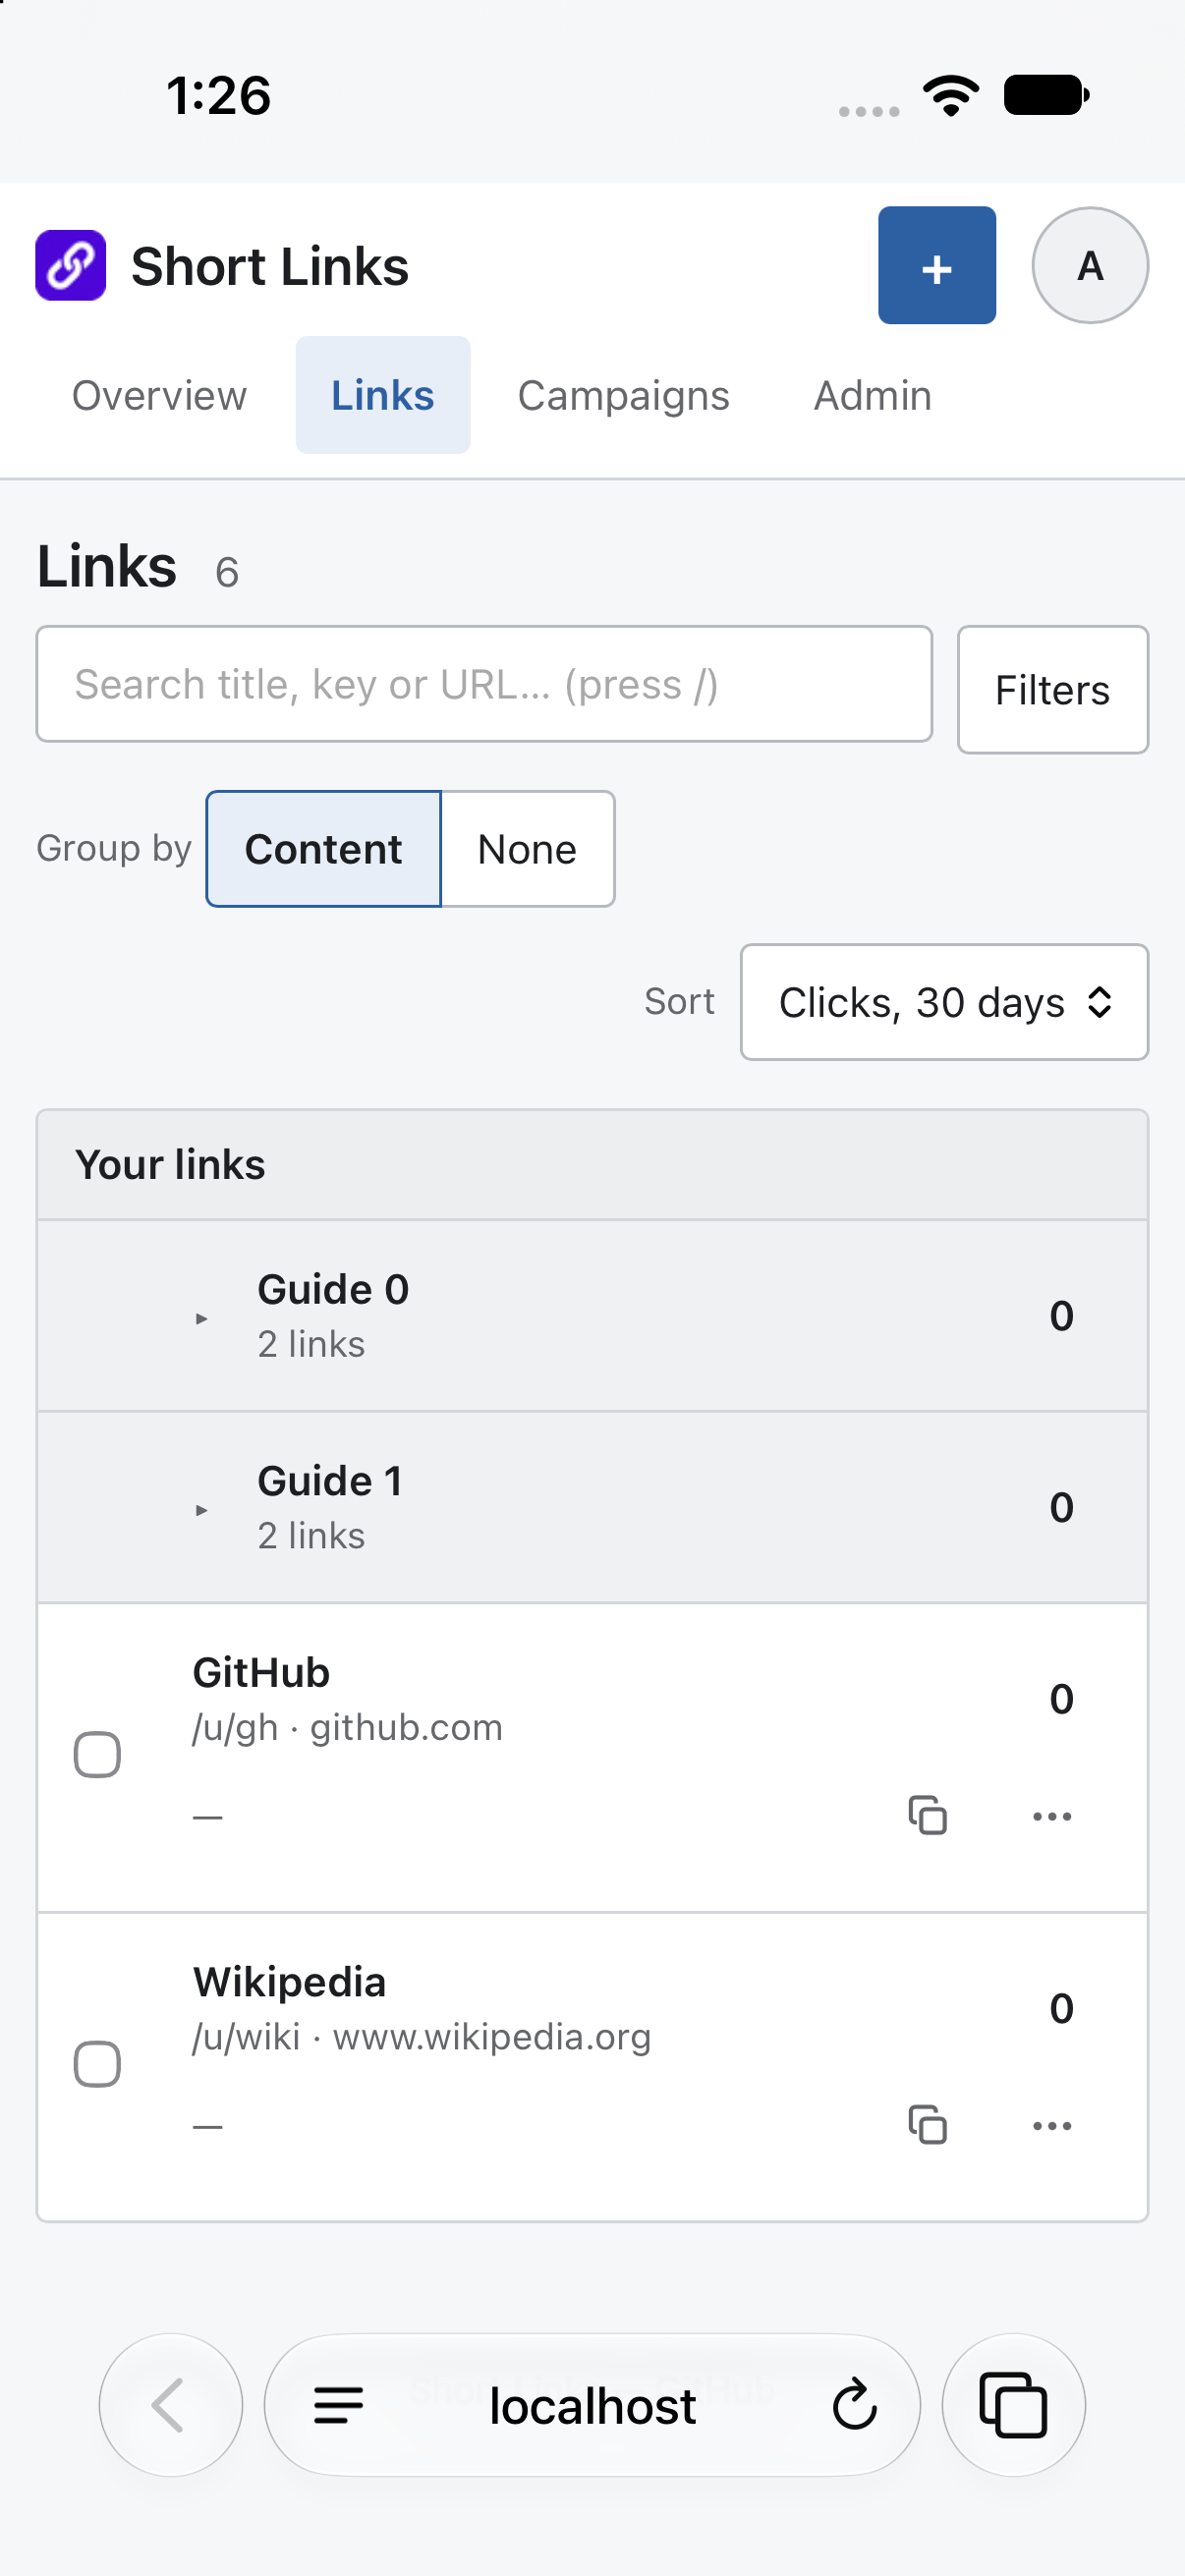 1:26
Short Links
+
A
Overview
Links
Campaigns
Admin
Links 6
Search title, key or URL... (press /)
Filters
Group by
Content
None
Sort
Clicks, 30 days
Your links
Guide 0
2 links
0
Guide 1
2 links
0
GitHub
/u/gh · github.com
0
—
Wikipedia
/u/wiki · www.wikipedia.org
0
—
localhost